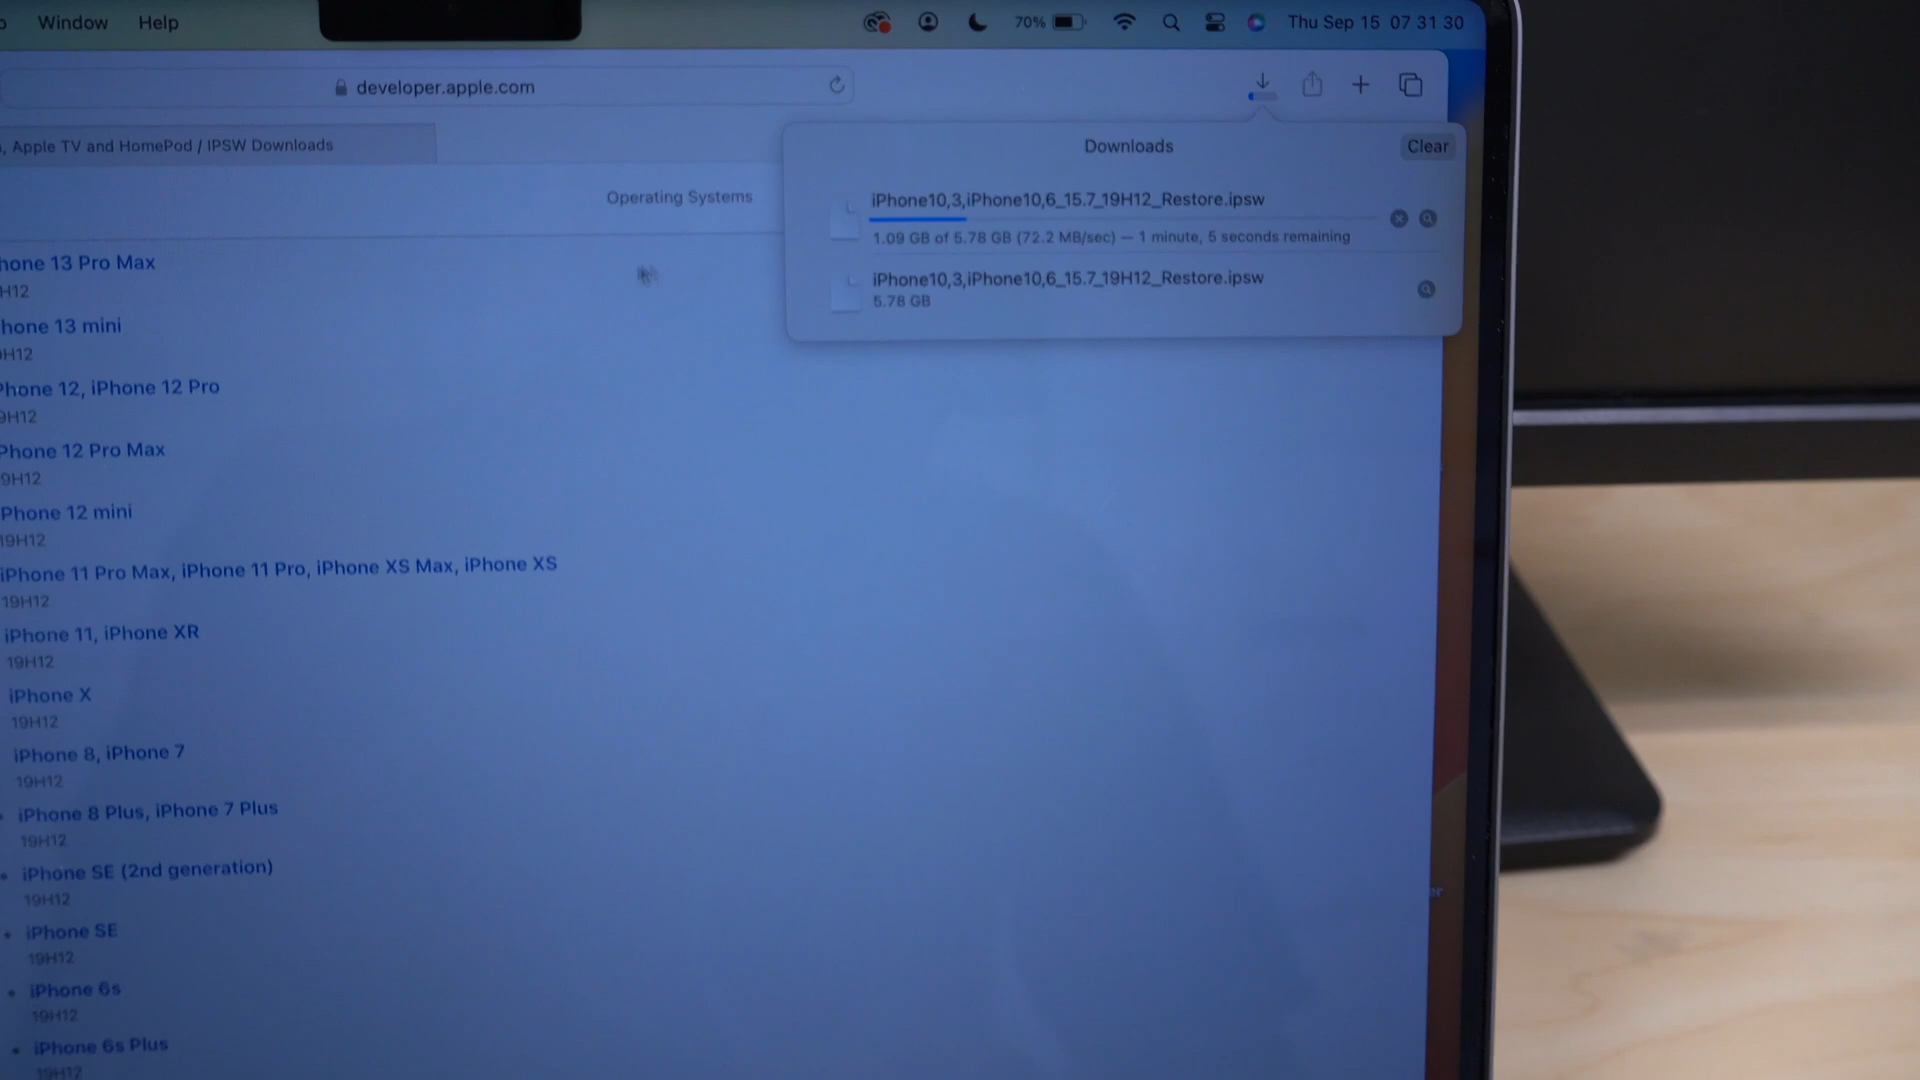 Window Help 70% Thu Sep 15 07 31 30
developer.apple.com
, Apple TV and HomePod / IPSW Downloads
Downloads
Clear
Operating Systems
iPhone10,3,iPhone10,6_15.7_19H12_Restore.ipsw
1.09 GB of 5.78 GB (72.2 MB/sec) — 1 minute, 5 seconds remaining
iPhone10,3,iPhone10,6_15.7_19H12_Restore.ipsw
5.78 GB
hone 13 Pro Max
H12
hone 13 mini
H12
Phone 12, iPhone 12 Pro
9H12
Phone 12 Pro Max
9H12
iPhone 12 mini
19H12
iPhone 11 Pro Max, iPhone 11 Pro, iPhone XS Max, iPhone XS
19H12
iPhone 11, iPhone XR
19H12
iPhone X
19H12
iPhone 8, iPhone 7
19H12
iPhone 8 Plus, iPhone 7 Plus
19H12
iPhone SE (2nd generation)
19H12
iPhone SE
19H12
iPhone 6s
19H12
iPhone 6s Plus
19H12